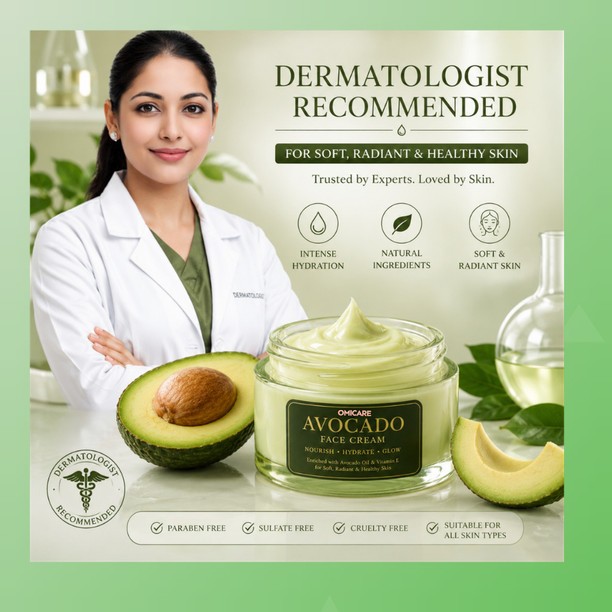 DERMATOLOGIST
RECOMMENDED
FOR SOFT, RADIANT & HEALTHY SKIN
Trusted by Experts. Loved by Skin.
INTENSE
HYDRATION
NATURAL
INGREDIENTS
SOFT &
RADIANT SKIN
DERMATOLOGIST
OMICARE
AVOCADO
FACE CREAM
NOURISH • HYDRATE • GLOW
Enriched with Avocado Oil & Vitamin E
for Soft, Radiant & Healthy Skin
DERMATOLOGIST
RECOMMENDED
PARABEN FREE
SULFATE FREE
CRUELTY FREE
SUITABLE FOR
ALL SKIN TYPES